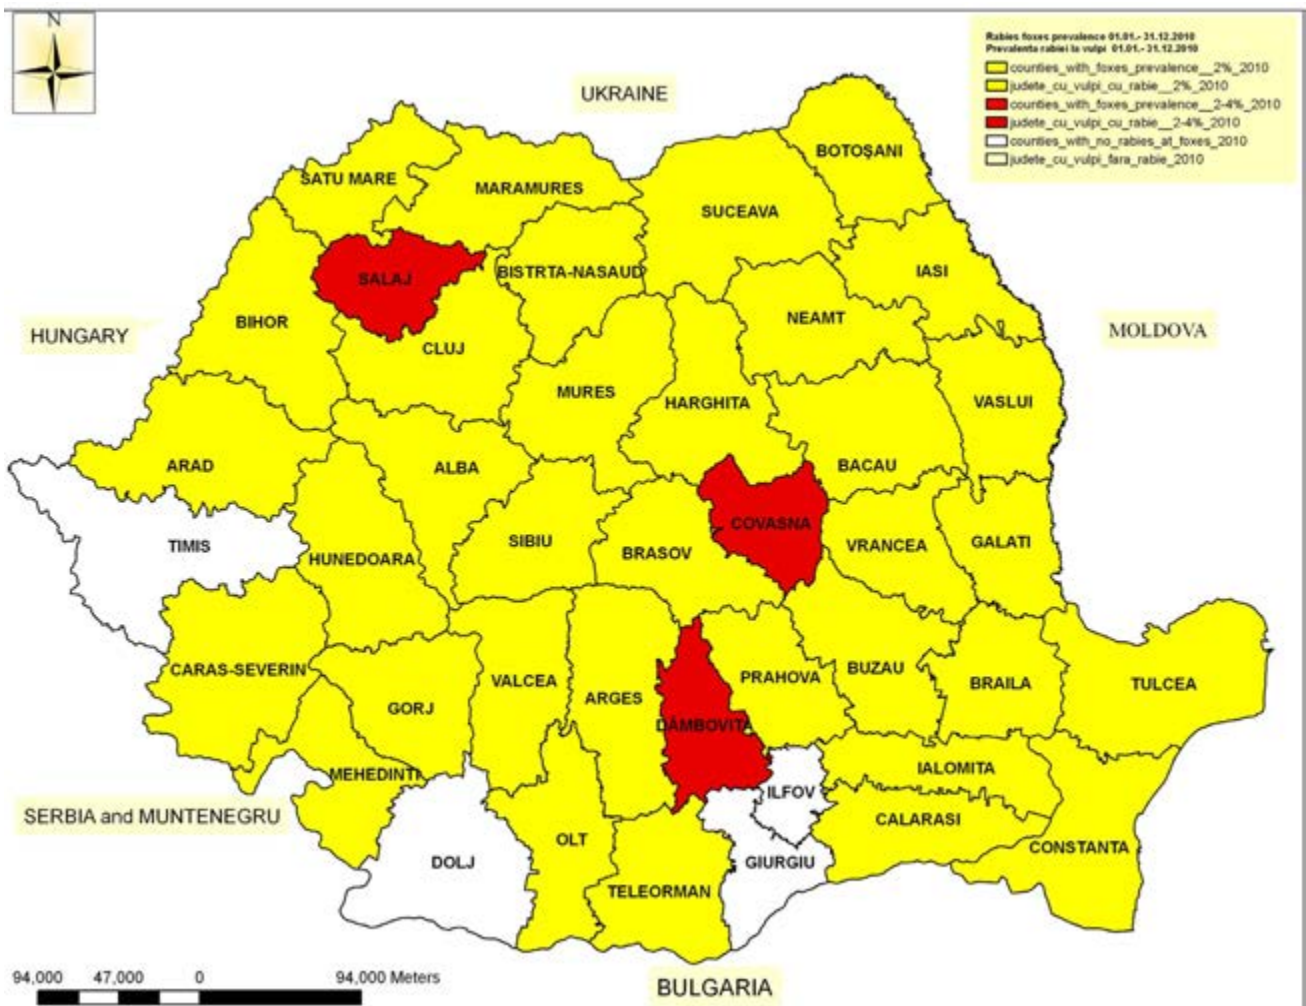 N
Rabies foxes prevalence 01.01.- 31.12.2010
Prevalenta rabiei la vulpi 01.01.- 31.12.2010
counties_with_foxes_prevalence__2%_2010
judete_cu_vulpi_cu_rabie__2%_2010
counties_with_foxes_prevalence__2-4%_2010
judete_cu_vulpi_cu_rabie__2-4%_2010
counties_with_no_rabies_at_foxes_2010
judete_cu_vulpi_fara_rabie_2010
UKRAINE
BOTOŞANI
SATU MARE
MARAMURES
SUCEAVA
SALAJ
BISTRTA-NASAUD
IASI
BIHOR
NEAMT
HUNGARY
MOLDOVA
CLUJ
MURES
HARGHITA
VASLUI
ARAD
ALBA
BACAU
TIMIS
HUNEDOARA
SIBIU
BRASOV
COVASNA
VRANCEA
GALATI
CARAS-SEVERIN
GORJ
VALCEA
ARGES
DAMBOVITA
PRAHOVA
BUZAU
BRAILA
TULCEA
MEHEDINTI
IALOMITA
ILFOV
SERBIA and MUNTENEGRU
CALARASI
OLT
CONSTANTA
DOLJ
GIURGIU
TELEORMAN
94,000 47,000 0 94,000 Meters
BULGARIA